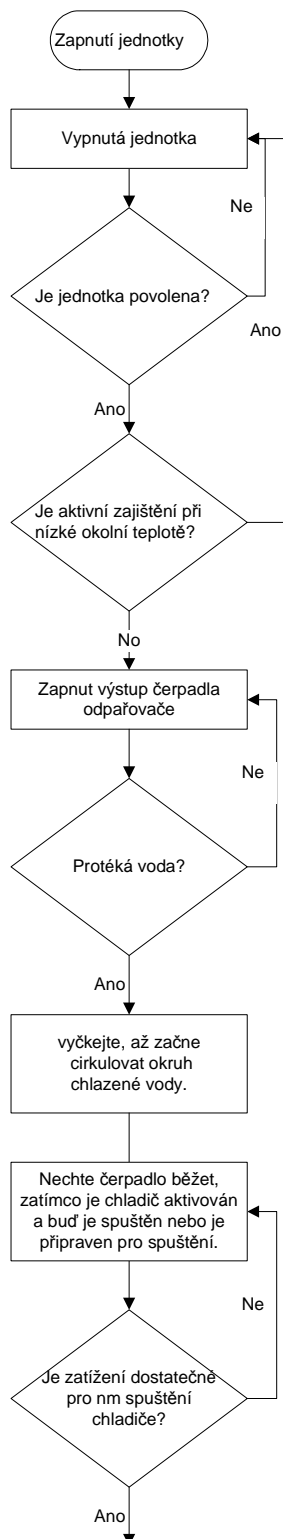 Zapnutí jednotky
Vypnutá jednotka
Ne
Je jednotka povolena?
Ano
Ano
Je aktivní zajištění při
nízké okolní teplotě?
No
Zapnut výstup čerpadla
odpařovače
Ne
Protéká voda?
Ano
vyčkejte, až začne
cirkulovat okruh
chlazené vody.
Nechte čerpadlo běžet,
zatímco je chladič aktivován
a buď je spuštěn nebo je
připraven pro spuštění.
Ne
Je zatížení dostatečné
pro nm spuštění
chladiče?
Ano